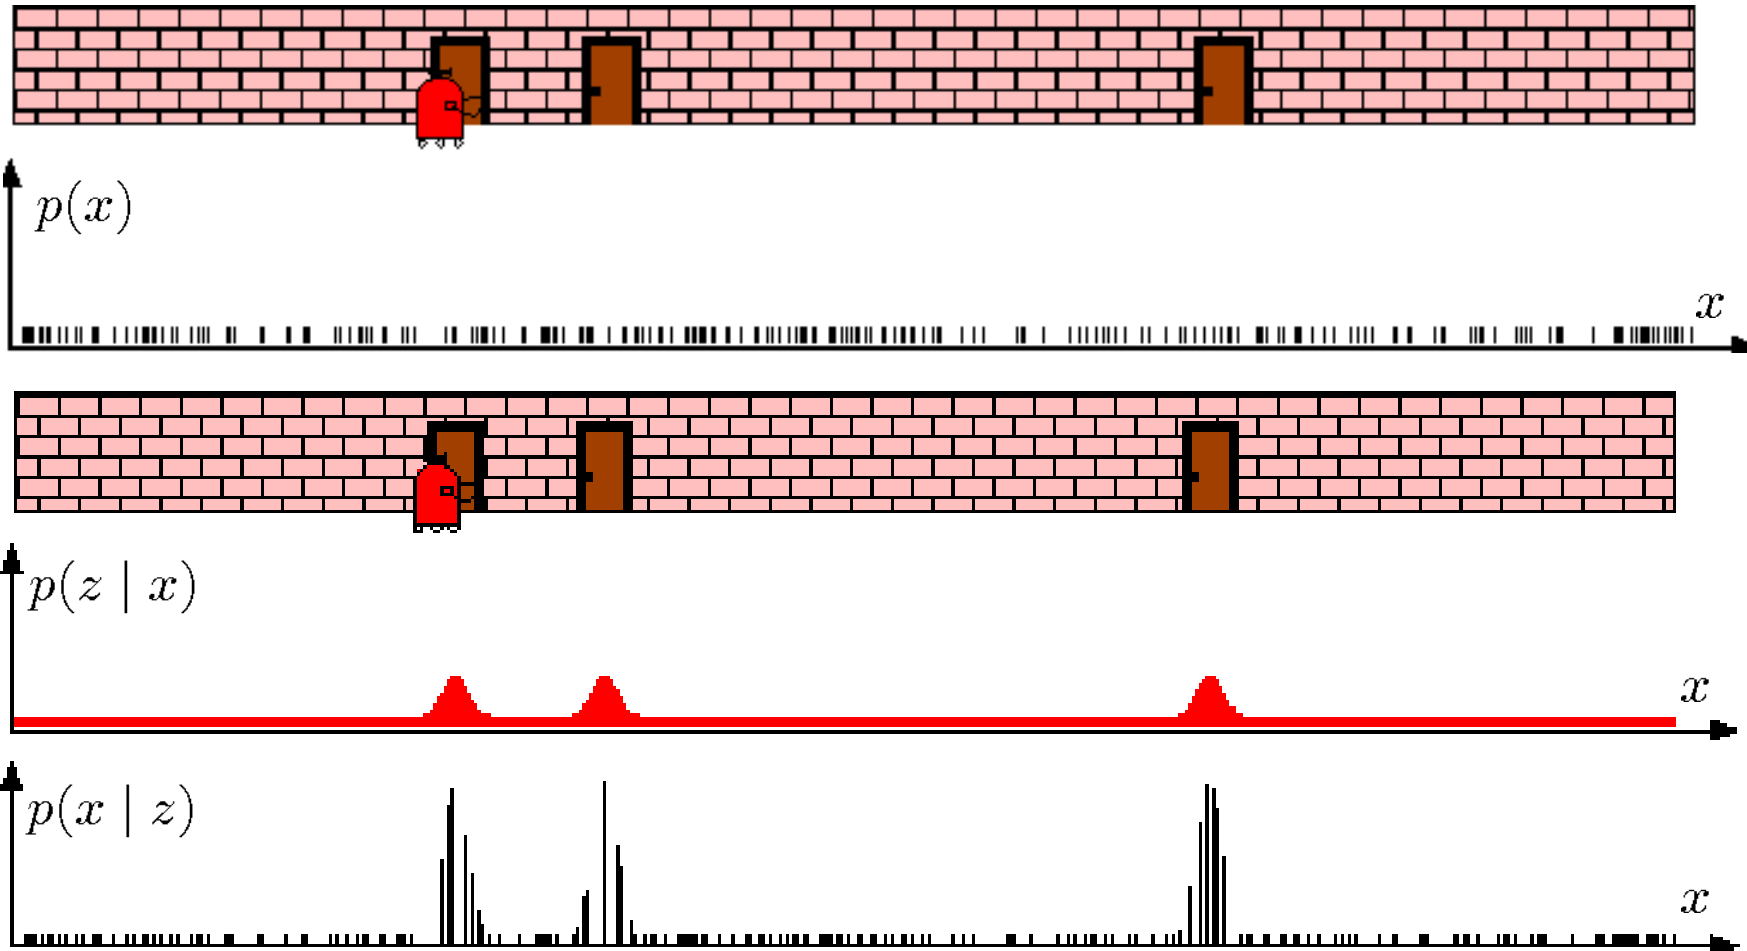 p(x)
x
p(z | x)
x
p(x | z)
x